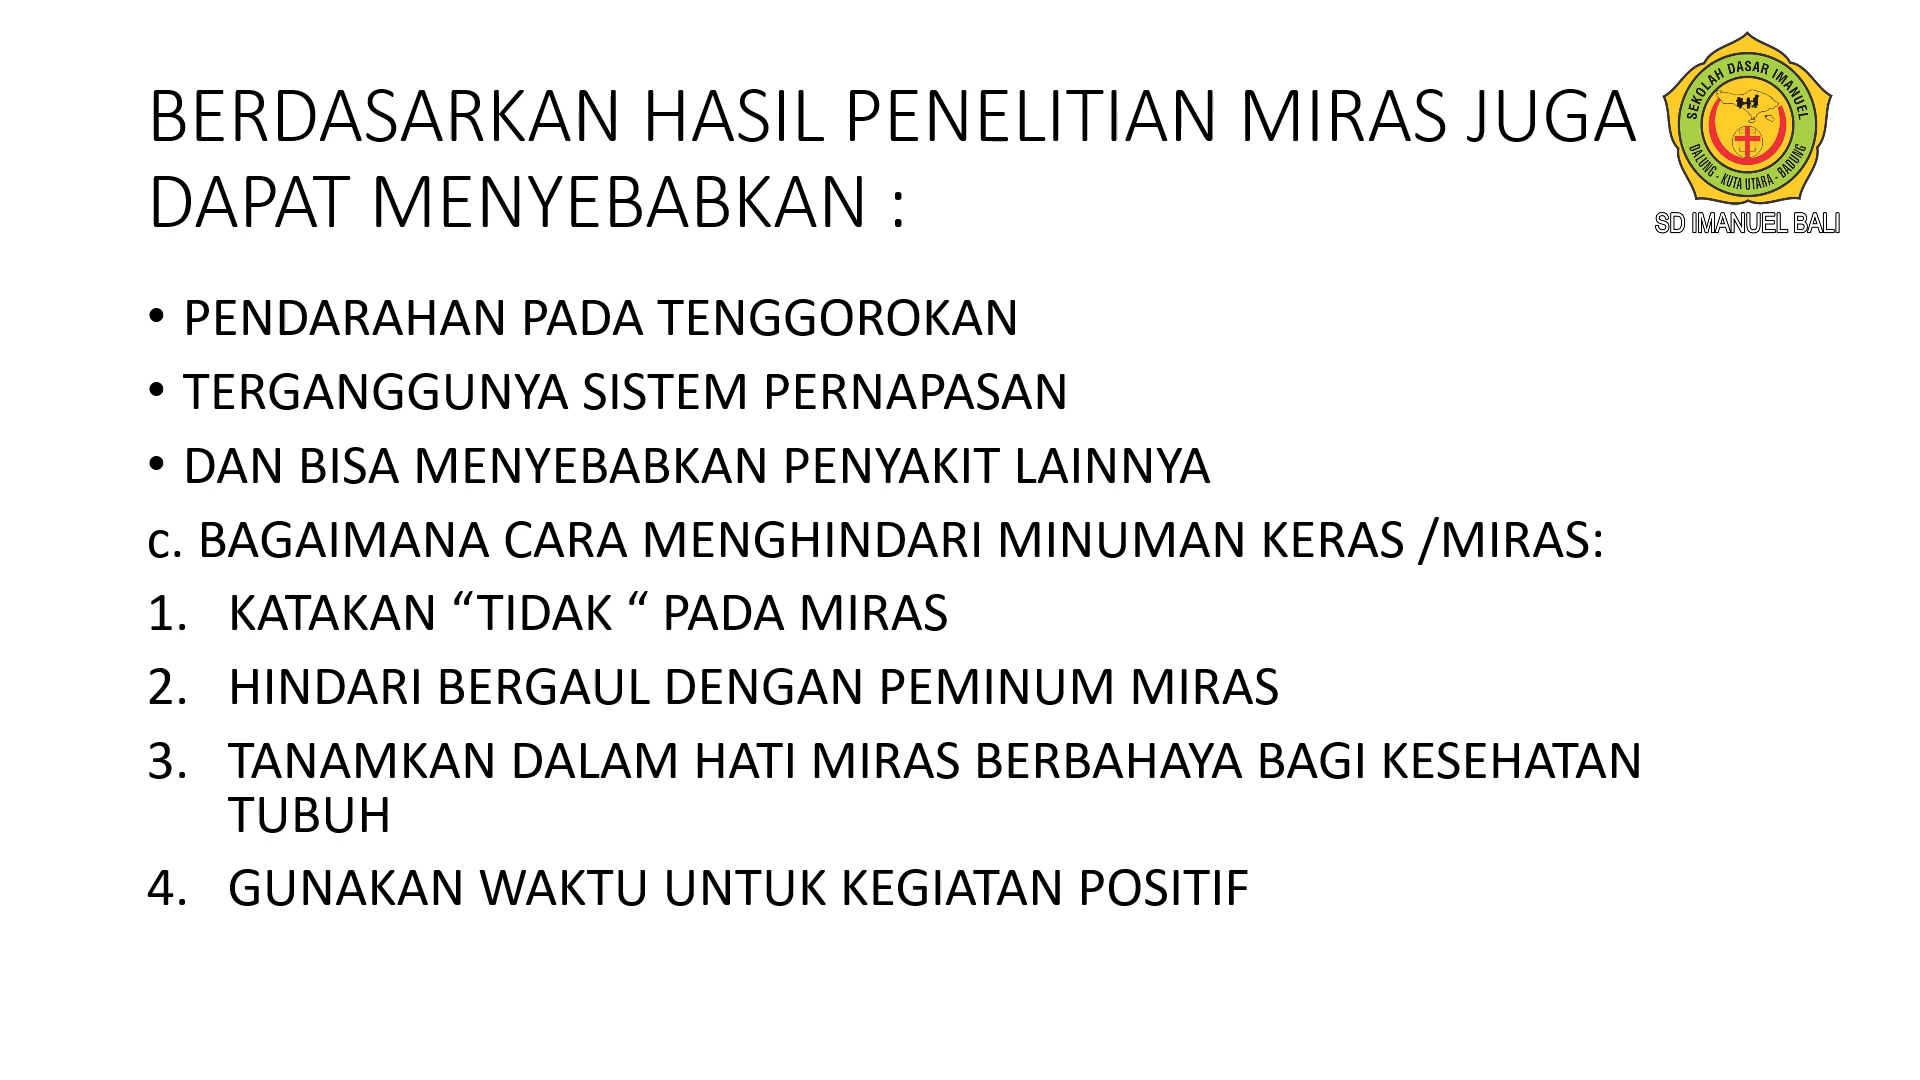 BERDASARKAN HASIL PENELITIAN MIRAS JUGA
DAPAT MENYEBABKAN :
SEKOLAH DASAR IMANUEL
DALUNG - KUTA UTARA - BADUNG
SD IMANUEL BALI
• PENDARAHAN PADA TENGGOROKAN
• TERGANGGUNYA SISTEM PERNAPASAN
• DAN BISA MENYEBABKAN PENYAKIT LAINNYA
c. BAGAIMANA CARA MENGHINDARI MINUMAN KERAS /MIRAS:
1. KATAKAN “TIDAK “ PADA MIRAS
2. HINDARI BERGAUL DENGAN PEMINUM MIRAS
3. TANAMKAN DALAM HATI MIRAS BERBAHAYA BAGI KESEHATAN
TUBUH
4. GUNAKAN WAKTU UNTUK KEGIATAN POSITIF